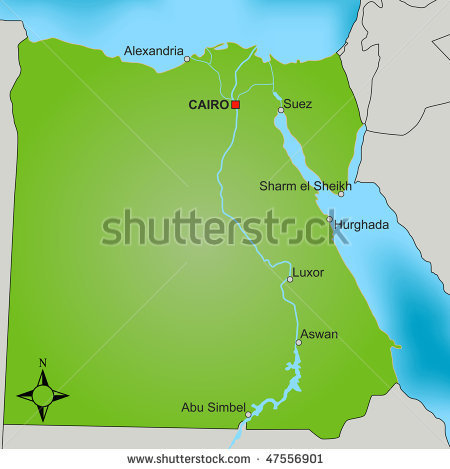 Alexandria
CAIRO
Suez
Sharm el Sheikh
shutterstock
Hurghada
Luxor
Aswan
N
Abu Simbel
www.shutterstock.com · 47556901